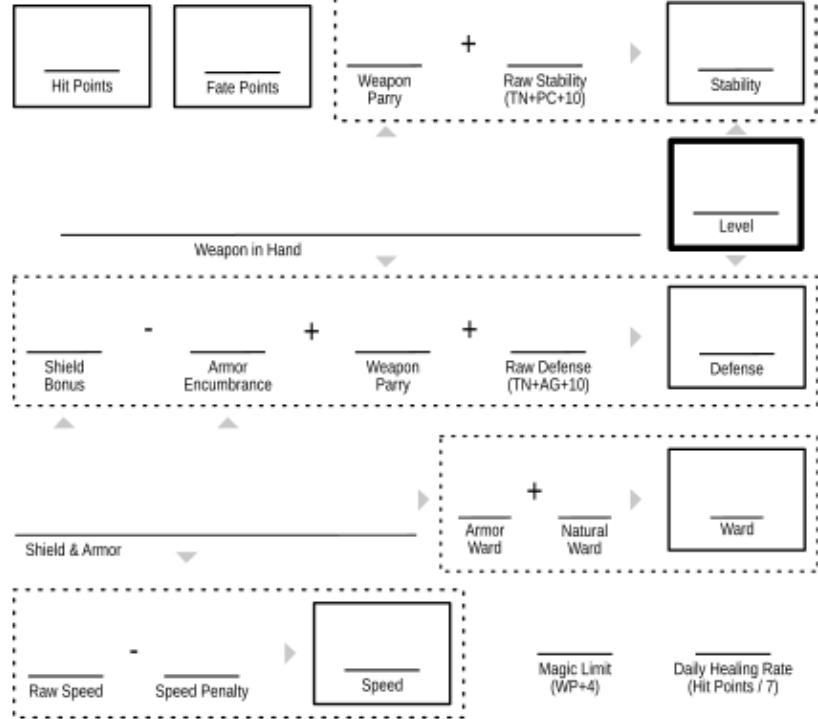 +
Hit Points
Fate Points
Weapon
Parry
Raw Stability
(TN+PC+10)
Stability
Level
Weapon in Hand
- + +
Shield
Bonus
Armor
Encumbrance
Weapon
Parry
Raw Defense
(TN+AG+10)
Defense
+
Armor
Ward
Natural
Ward
Ward
Shield & Armor
-
Raw Speed
Speed Penalty
Speed
Magic Limit
(WP+4)
Daily Healing Rate
(Hit Points / 7)